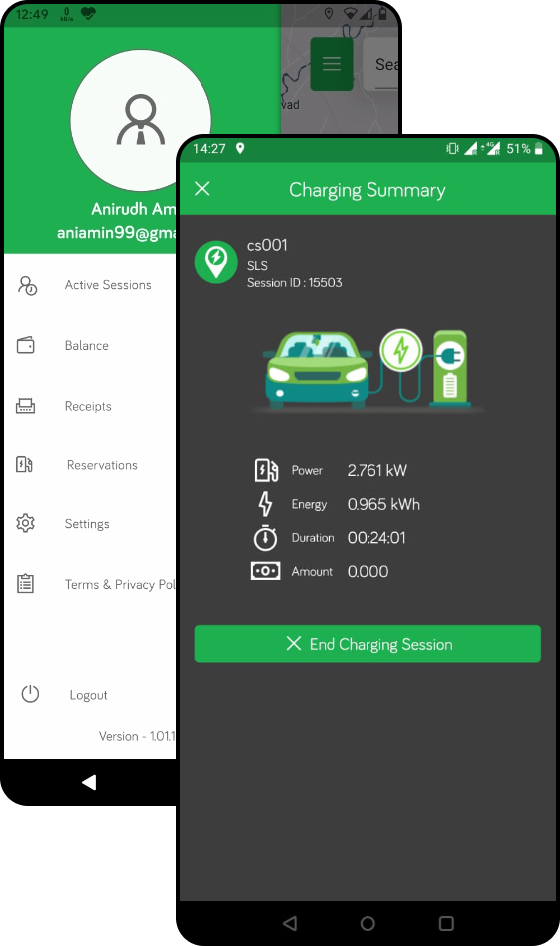 12:49
0
kB/s
Sea
vad
Anirudh Am
aniamin99@gma
Active Sessions
Balance
Receipts
Reservations
Settings
Terms & Privacy Pol
Logout
Version - 1.01.1
14:27
4G
51%
Charging Summary
cs001
SLS
Session ID : 15503
Power 2.761 kW
Energy 0.965 kWh
Duration 00:24:01
Amount 0.000
End Charging Session